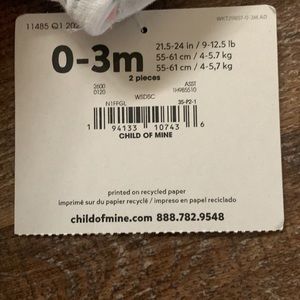 11485 Q1 202
0-3m
2 pieces
21.5-24 in / 9-12.5 lb
55-61 cm / 4-5.7 kg
55-61 cm / 4-5,7 kg
2600 ASST
0120 1H985510
WSDSC
N1FFGL 35-P2-1
1 94133 10743 6
CHILD OF MINE
printed on recycled paper
imprimé sur du papier recyclé / impreso en papel reciclado
childofmine.com 888.782.9548